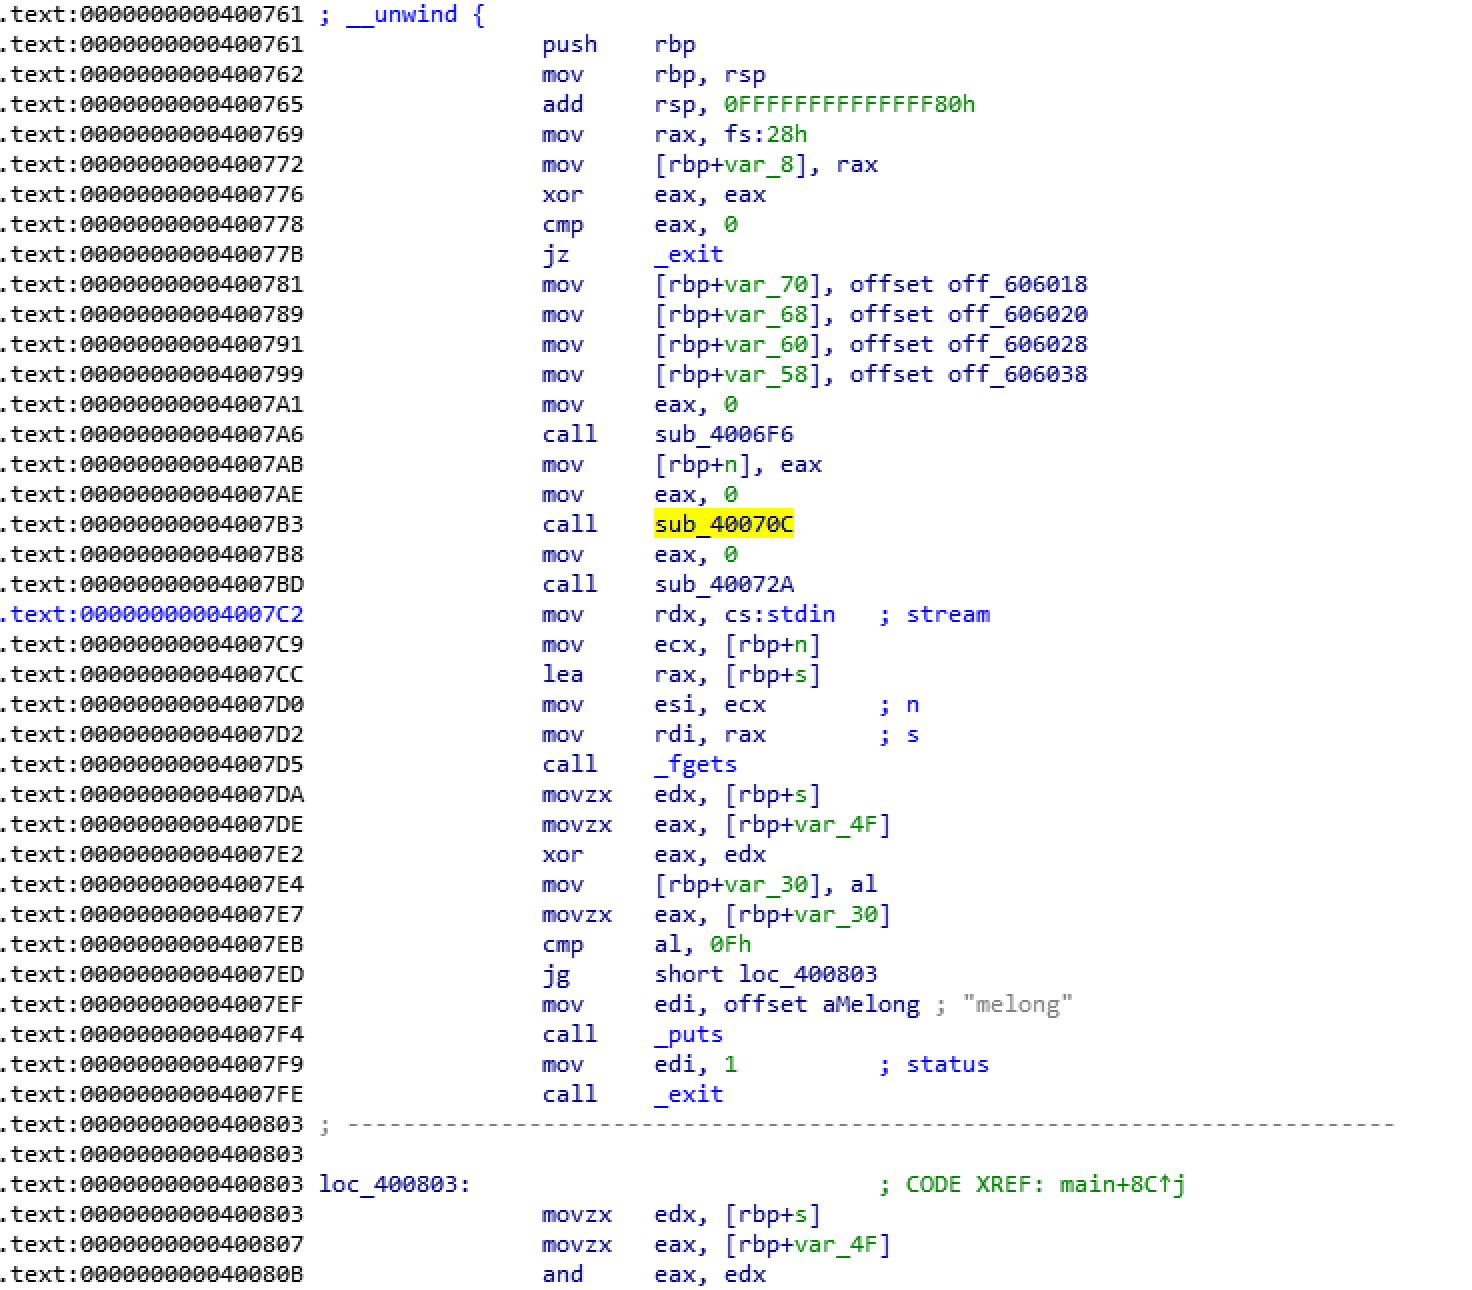 .text:0000000000400761 ; __unwind {
.text:0000000000400761 push rbp
.text:0000000000400762 mov rbp, rsp
.text:0000000000400765 add rsp, 0FFFFFFFFFFFFFF80h
.text:0000000000400769 mov rax, fs:28h
.text:0000000000400772 mov [rbp+var_8], rax
.text:0000000000400776 xor eax, eax
.text:0000000000400778 cmp eax, 0
.text:000000000040077B jz _exit
.text:0000000000400781 mov [rbp+var_70], offset off_606018
.text:0000000000400789 mov [rbp+var_68], offset off_606020
.text:0000000000400791 mov [rbp+var_60], offset off_606028
.text:0000000000400799 mov [rbp+var_58], offset off_606038
.text:00000000004007A1 mov eax, 0
.text:00000000004007A6 call sub_4006F6
.text:00000000004007AB mov [rbp+n], eax
.text:00000000004007AE mov eax, 0
.text:00000000004007B3 call sub_40070C
.text:00000000004007B8 mov eax, 0
.text:00000000004007BD call sub_40072A
.text:00000000004007C2 mov rdx, cs:stdin ; stream
.text:00000000004007C9 mov ecx, [rbp+n]
.text:00000000004007CC lea rax, [rbp+s]
.text:00000000004007D0 mov esi, ecx ; n
.text:00000000004007D2 mov rdi, rax ; s
.text:00000000004007D5 call _fgets
.text:00000000004007DA movzx edx, [rbp+s]
.text:00000000004007DE movzx eax, [rbp+var_4F]
.text:00000000004007E2 xor eax, edx
.text:00000000004007E4 mov [rbp+var_30], al
.text:00000000004007E7 movzx eax, [rbp+var_30]
.text:00000000004007EB cmp al, 0Fh
.text:00000000004007ED jg short loc_400803
.text:00000000004007EF mov edi, offset aMelong ; "melong"
.text:00000000004007F4 call _puts
.text:00000000004007F9 mov edi, 1 ; status
.text:00000000004007FE call _exit
.text:0000000000400803 ; ---------------------------------------------------------------------------
.text:0000000000400803
.text:0000000000400803 loc_400803: ; CODE XREF: main+8C↑j
.text:0000000000400803 movzx edx, [rbp+s]
.text:0000000000400807 movzx eax, [rbp+var_4F]
.text:000000000040080B and eax, edx